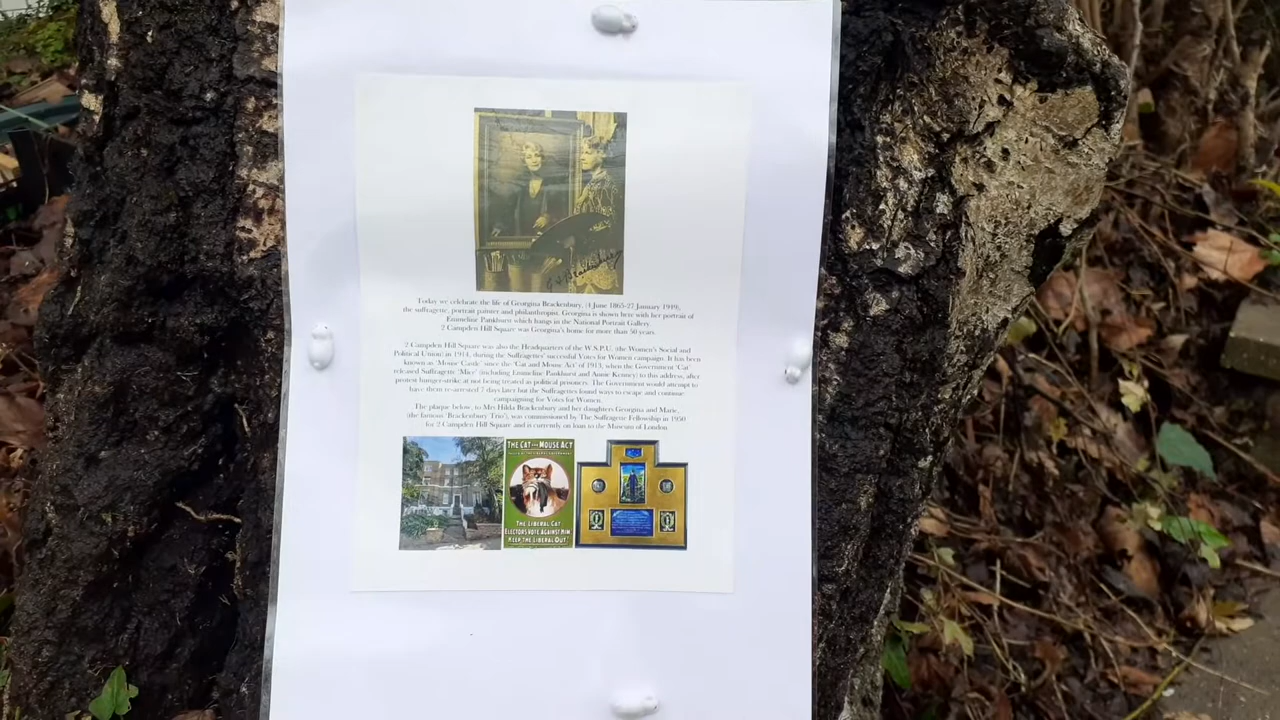 Today we celebrate the life of Georgina Brackenbury, (4 June 1865-27 January 1949),
the suffragette, portrait painter and philanthropist. Georgina is shown here with her portrait of
Emmeline Pankhurst which hangs in the National Portrait Gallery.
2 Campden Hill Square was Georgina's home for more than 50 years.
2 Campden Hill Square was also the Headquarters of the W.S.P.U. (the Women's Social and
Political Union) in 1914, during the Suffragettes' successful Votes for Women campaign. It has been
known as 'Mouse Castle' since the 'Cat and Mouse Act' of 1913, when the Government 'Cat'
released Suffragette 'Mice' (including Emmeline Pankhurst and Annie Kenney) to this address, after
protest hunger-strike at not being treated as political prisoners. The Government would attempt to
have them re-arrested 7 days later but the Suffragettes found ways to escape and continue
campaigning for Votes for Women.
The plaque below, to Mrs Hilda Brackenbury and her daughters Georgina and Marie,
(the famous 'Brackenbury Trio'), was commissioned by The Suffragette Fellowship in 1950
for 2 Campden Hill Square and is currently on loan to the Museum of London
THE CAT AND MOUSE ACT
THE LIBERAL CAT
ELECTORS VOTE AGAINST HIM
KEEP THE LIBERAL OUT